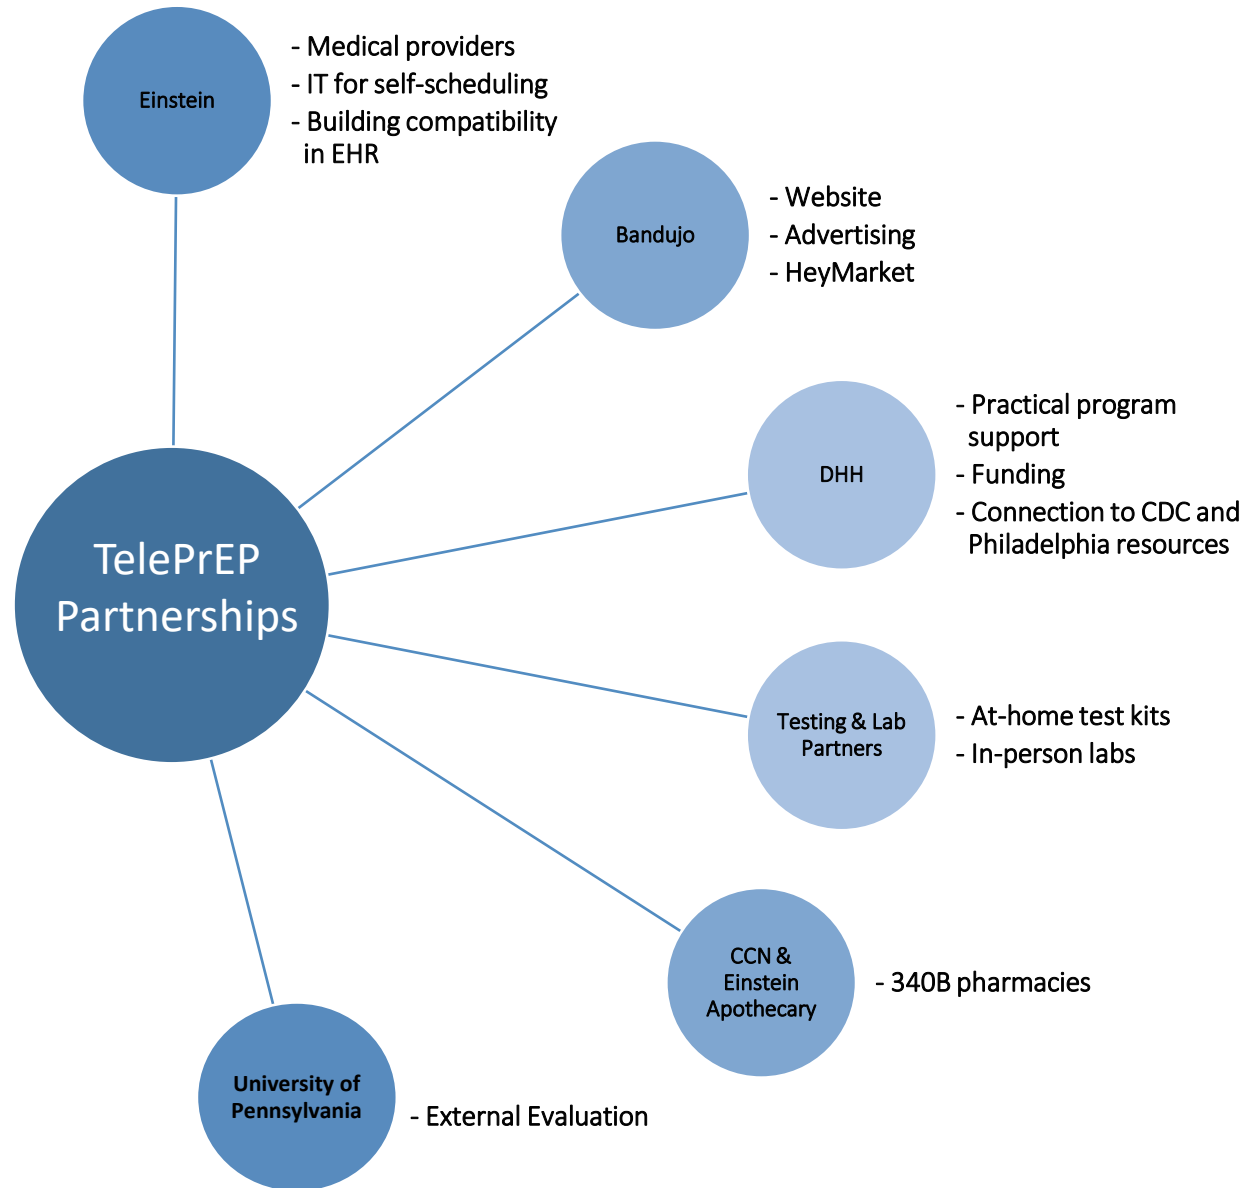 Einstein
- Medical providers
- IT for self-scheduling
- Building compatibility
in EHR
Bandujo
- Website
- Advertising
- HeyMarket
DHH
- Practical program
support
- Funding
- Connection to CDC and
Philadelphia resources
TelePrEP
Partnerships
Testing & Lab
Partners
- At-home test kits
- In-person labs
CCN &
Einstein
Apothecary
- 340B pharmacies
University of
Pennsylvania
- External Evaluation